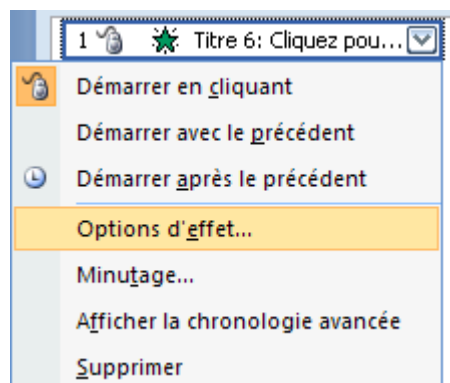 1 Titre 6: Cliquez pou...
Démarrer en cliquant
Démarrer avec le précédent
Démarrer après le précédent
Options d'effet...
Minutage...
Afficher la chronologie avancée
Supprimer